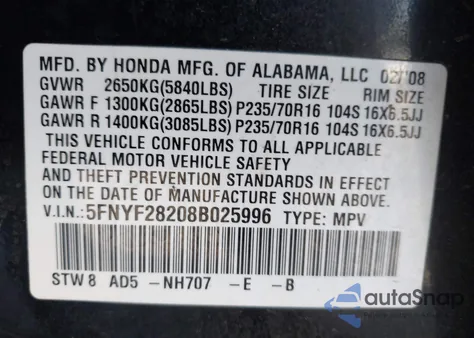 MFD. BY HONDA MFG. OF ALABAMA, LLC 02/08
GVWR 2650KG(5840LBS) TIRE SIZE RIM SIZE
GAWR F 1300KG(2865LBS) P235/70R16 104S 16X6.5JJ
GAWR R 1400KG(3085LBS) P235/70R16 104S 16X6.5JJ
THIS VEHICLE CONFORMS TO ALL APPLICABLE
FEDERAL MOTOR VEHICLE SAFETY
AND THEFT PREVENTION STANDARDS IN EFFECT
ON THE DATE OF MANUFACTURE SHOWN ABOVE.
V.I.N.: 5FNYF28208B025996 TYPE: MPV
STW8 AD5 -NH707 -E -B
autaSnap